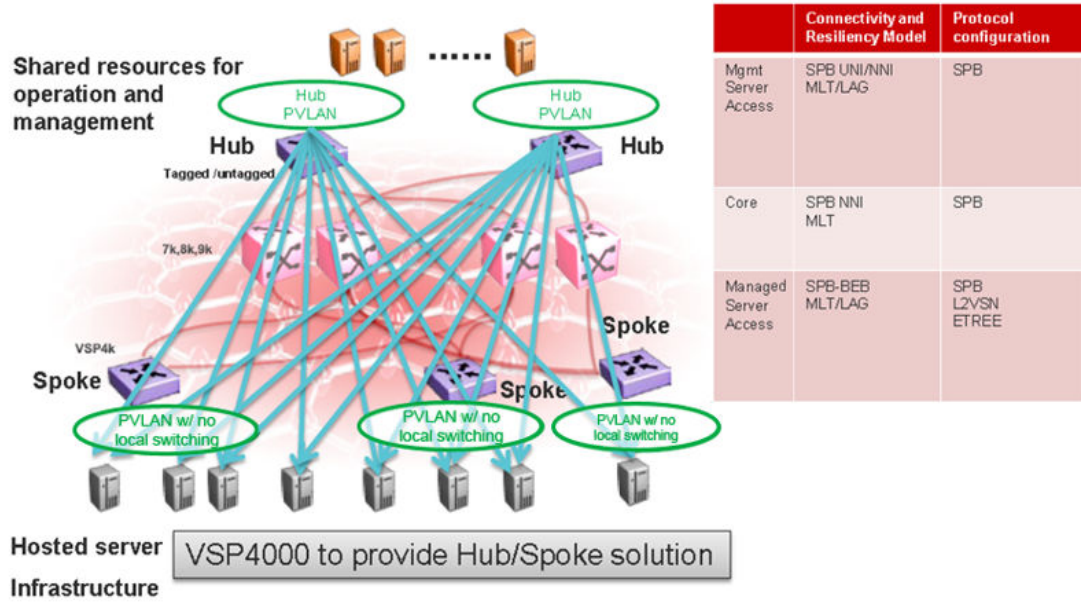 Shared resources for
operation and
management
Hub
PVLAN
Hub
PVLAN
Hub
Hub
Tagged /untagged
7k,8k,9k
VSP4k
Spoke
Spoke
Spoke
PVLAN w/ no
local switching
PVLAN w/ no
local switching
PVLAN w/ no
local switching
Hosted server
Infrastructure
VSP4000 to provide Hub/Spoke solution
Connectivity and
Resiliency Model
Protocol
configuration
Mgmt
Server
Access
SPB UNI/NNI
MLT/LAG
SPB
Core
SPB NNI
MLT
SPB
Managed
Server
Access
SPB-BEB
MLT/LAG
SPB
L2VSN
ETREE